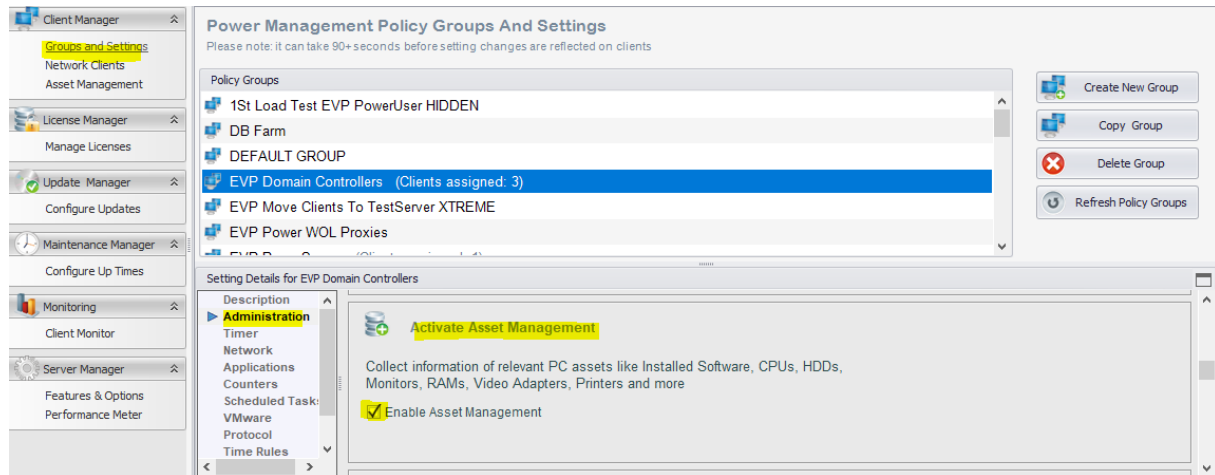 Client Manager
Groups and Settings
Network Clients
Asset Management
License Manager
Manage Licenses
Update Manager
Configure Updates
Maintenance Manager
Configure Up Times
Monitoring
Client Monitor
Server Manager
Features & Options
Performance Meter
Power Management Policy Groups And Settings
Please note: it can take 90+ seconds before setting changes are reflected on clients
Policy Groups
1St Load Test EVP PowerUser HIDDEN
DB Farm
DEFAULT GROUP
EVP Domain Controllers (Clients assigned: 3)
EVP Move Clients To TestServer XTREME
EVP Power WOL Proxies
Create New Group
Copy Group
Delete Group
Refresh Policy Groups
Setting Details for EVP Domain Controllers
Description
Administration
Timer
Network
Applications
Counters
Scheduled Task
VMware
Protocol
Time Rules
Activate Asset Management
Collect information of relevant PC assets like Installed Software, CPUs, HDDs,
Monitors, RAMs, Video Adapters, Printers and more
Enable Asset Management